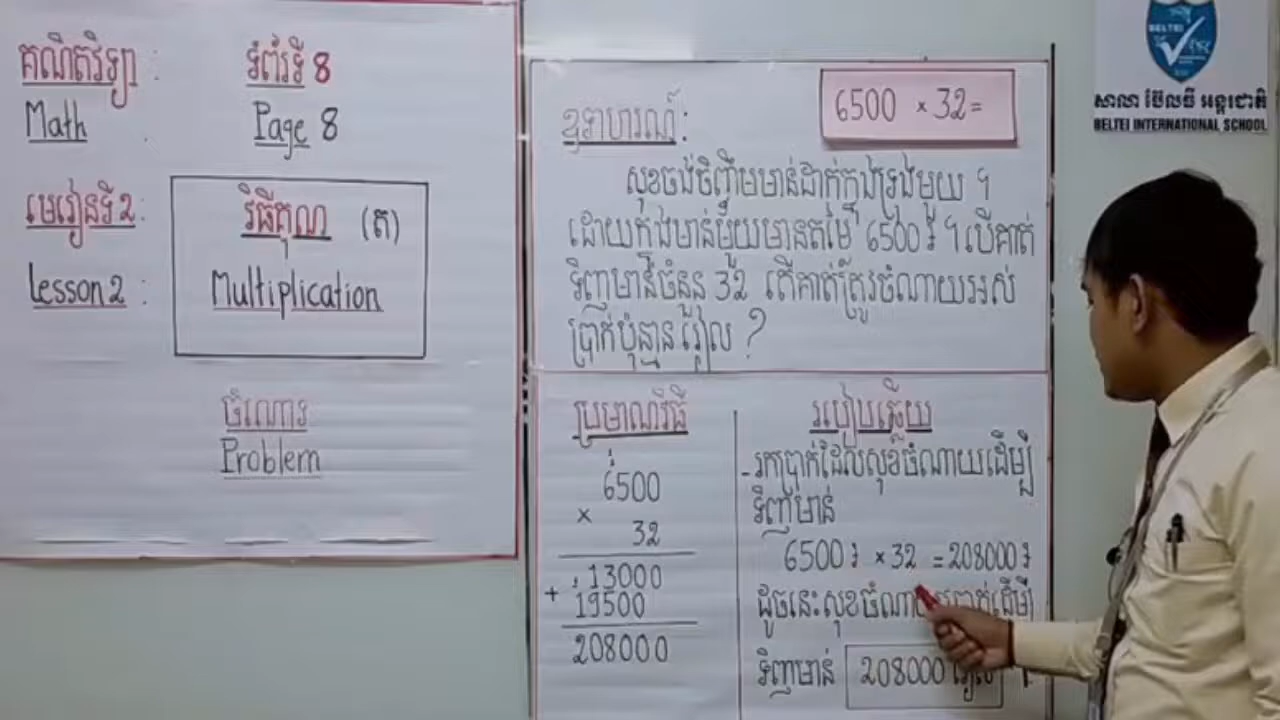 គណិតវិទ្យា :
ទំព័រទី 8
Math :
Page 8
មេរៀនទី 2 :
វិធីគុណ (ត)
Lesson 2 :
Multiplication
ចំណោទ
Problem
ឧទាហរណ៍ :
6500 × 32 =
សុខចង់ចិញ្ចឹមមាន់ដាក់ក្នុងទ្រុងមួយ ។
ដោយក្នុងមាន់មួយមានតម្លៃ 6500 ៛ ។ បើគាត់
ទិញមាន់ចំនួន 32 តើគាត់ត្រូវចំណាយអស់
ប្រាក់ប៉ុន្មានរៀល ?
ប្រមាណវិធី
1
6500
×
32
1
13000
+
19500
208000
របៀបឆ្លើយ
- រកប្រាក់ដែលសុខចំណាយដើម្បី
ទិញមាន់
6500 ៛ × 32 = 208000 ៛
ដូចនេះសុខចំណាយប្រាក់ដើម្បី
ទិញមាន់ 208000 រៀល ។
BELTEI
សាលា ប៊ែលធី អន្តរជាតិ
BELTEI INTERNATIONAL SCHOOL